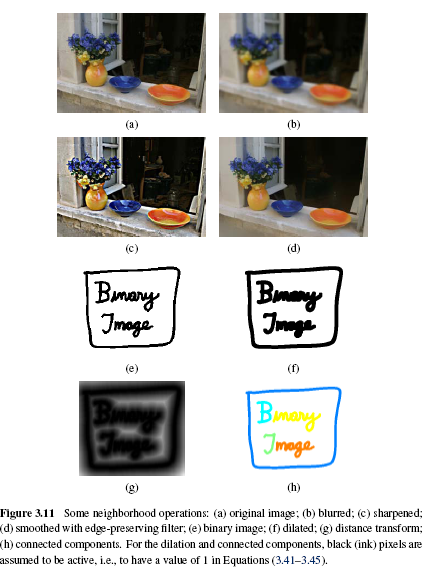 (a)
(b)
(c)
(d)
Binary
Image
Binary
Image
(e)
(f)
Binary
Image
Binary
Image
(g)
(h)
Figure 3.11 Some neighborhood operations: (a) original image; (b) blurred; (c) sharpened;
(d) smoothed with edge-preserving filter; (e) binary image; (f) dilated; (g) distance transform;
(h) connected components. For the dilation and connected components, black (ink) pixels are
assumed to be active, i.e., to have a value of 1 in Equations (3.41–3.45).